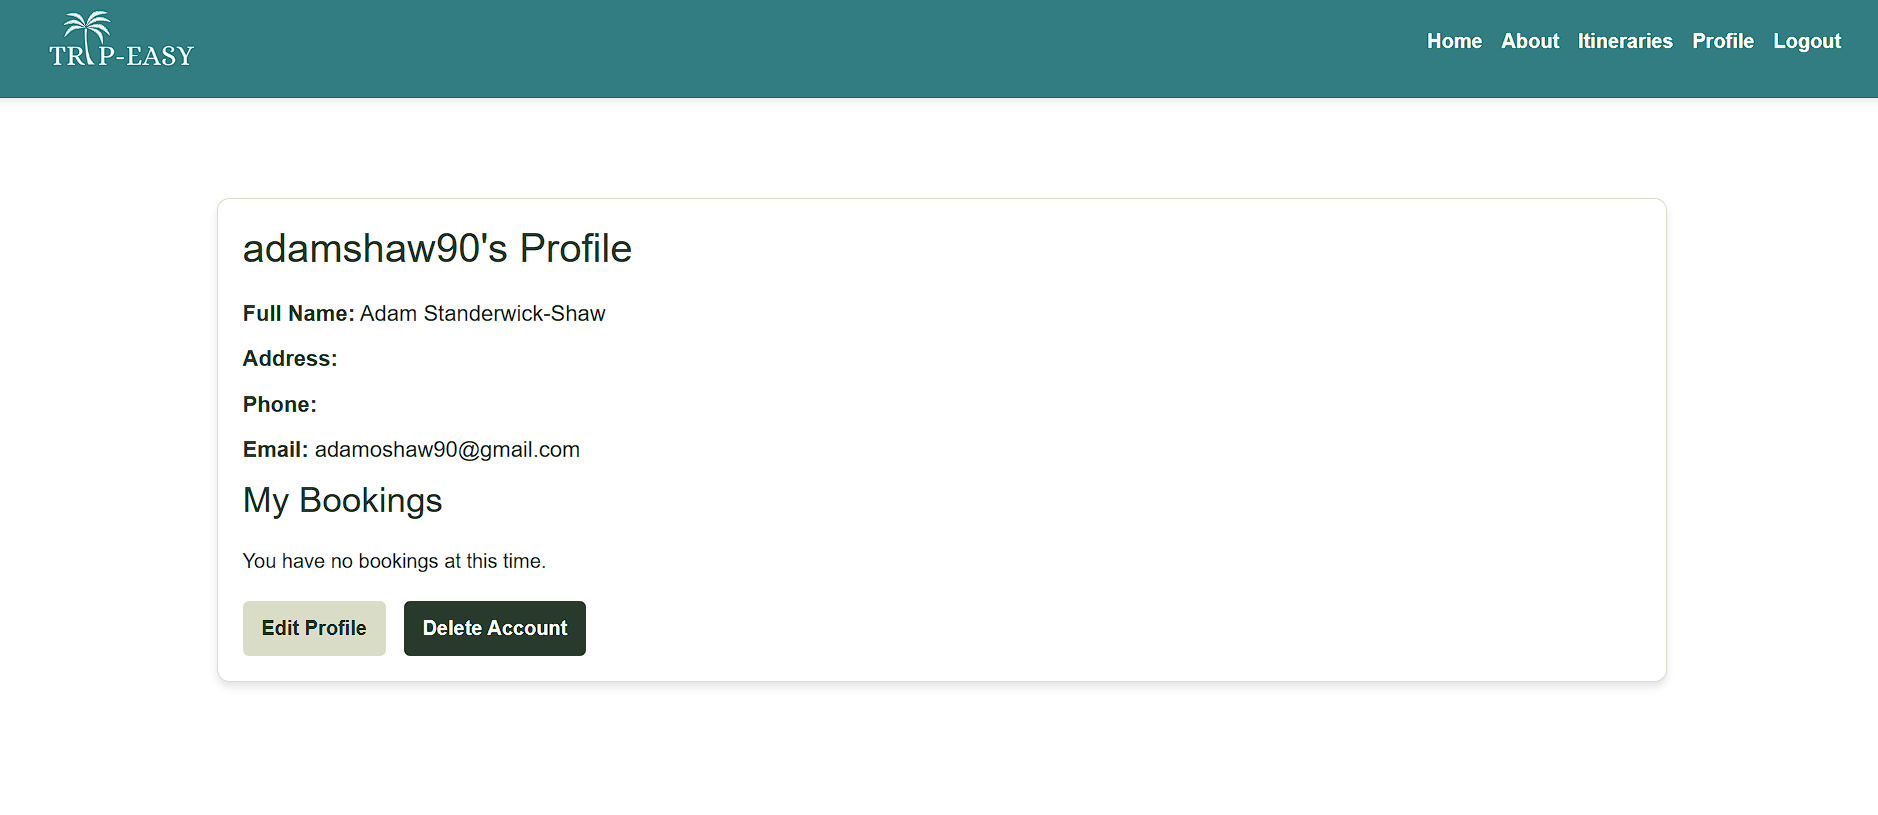 TRIP-EASY
Home About Itineraries Profile Logout
adamshaw90's Profile
Full Name: Adam Standerwick-Shaw
Address:
Phone:
Email: adamoshaw90@gmail.com
My Bookings
You have no bookings at this time.
Edit Profile Delete Account